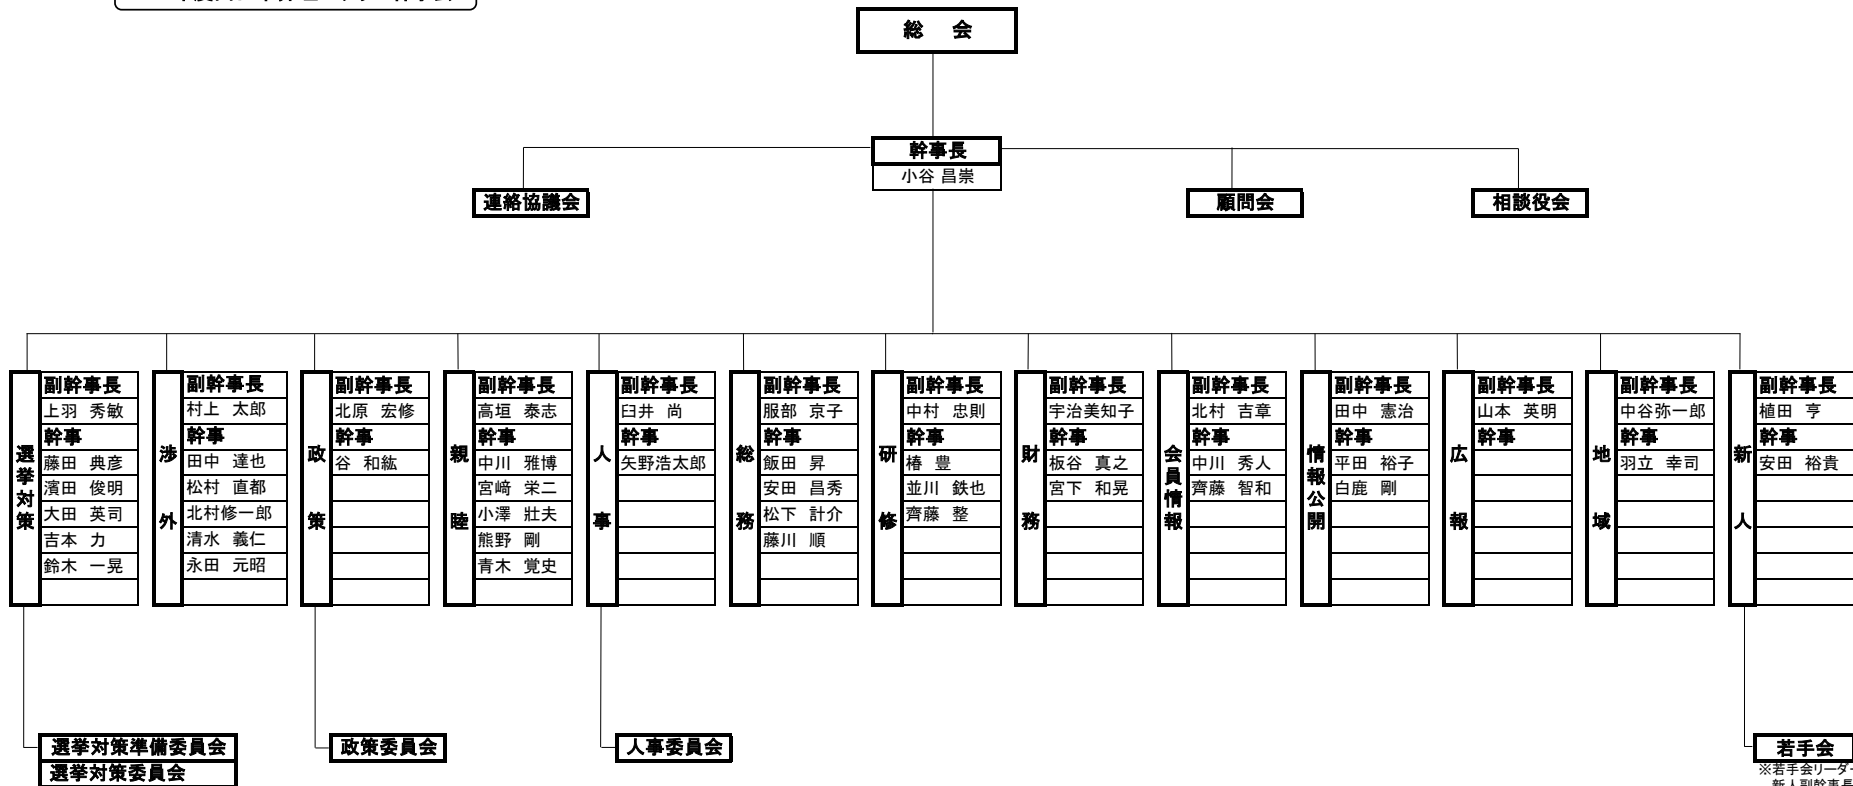 総 会
幹事長
小谷 昌崇
連絡協議会
顧問会
相談役会
選挙対策
副幹事長
上羽 秀敏
幹事
藤田 典彦
濱田 俊明
大田 英司
吉本 力
鈴木 一晃
渉外
副幹事長
村上 太郎
幹事
田中 達也
松村 直都
北村修一郎
清水 義仁
永田 元昭
政策
副幹事長
北原 宏修
幹事
谷 和紘
親睦
副幹事長
高垣 泰志
幹事
中川 雅博
宮﨑 栄二
小澤 壯夫
熊野 剛
青木 覚史
人事
副幹事長
臼井 尚
幹事
矢野浩太郎
総務
副幹事長
服部 京子
幹事
飯田 昇
安田 昌秀
松下 計介
藤川 順
研修
副幹事長
中村 忠則
幹事
椿 豊
並川 鉄也
齊藤 整
財務
副幹事長
宇治美知子
幹事
板谷 真之
宮下 和晃
会員情報
副幹事長
北村 吉章
幹事
中川 秀人
齊藤 智和
情報公開
副幹事長
田中 憲治
幹事
平田 裕子
白鹿 剛
広報
副幹事長
山本 英明
幹事
地域
副幹事長
中谷弥一郎
幹事
羽立 幸司
新人
副幹事長
植田 亨
幹事
安田 裕貴
選挙対策準備委員会
選挙対策委員会
政策委員会
人事委員会
若手会
※若手会リーダー
新人副幹事長